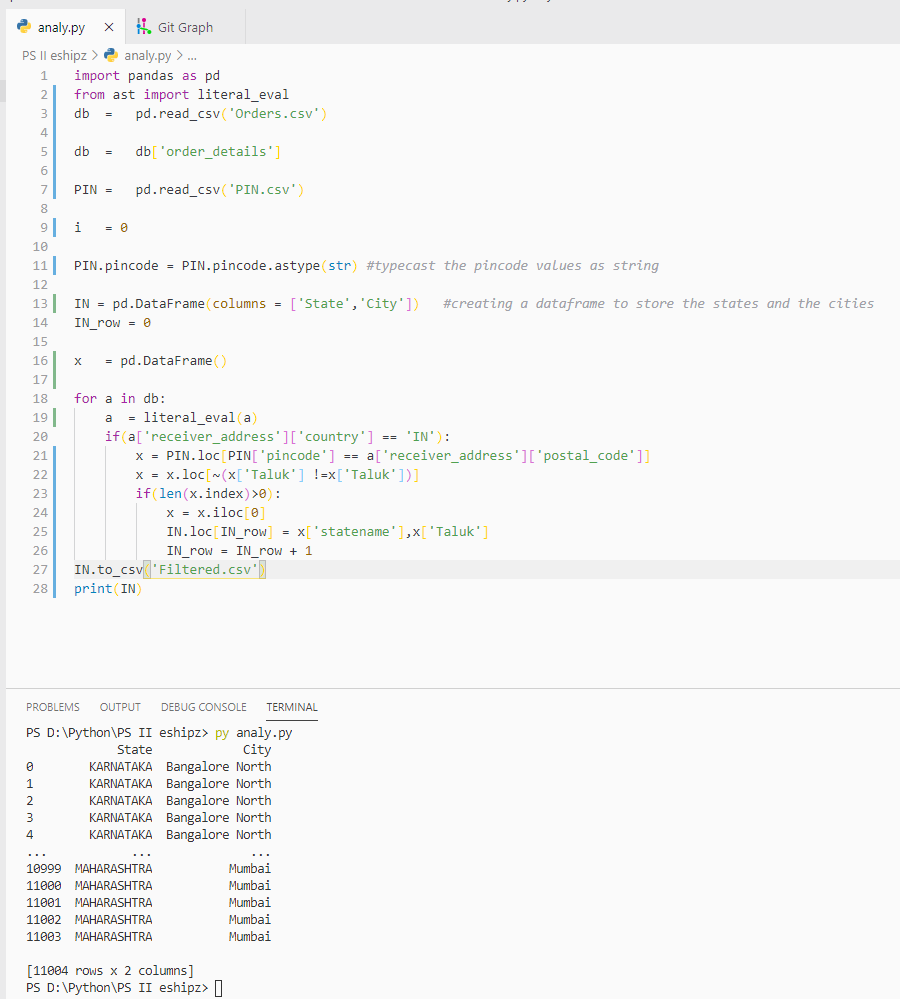 analy.py × Git Graph
PS II eshipz > analy.py > ...
1 import pandas as pd
2 from ast import literal_eval
3 db  =   pd.read_csv('Orders.csv')
4
5 db  =   db['order_details']
6
7 PIN =   pd.read_csv('PIN.csv')
8
9 i   = 0
10
11 PIN.pincode = PIN.pincode.astype(str) #typecast the pincode values as string
12
13 IN = pd.DataFrame(columns = ['State','City'])   #creating a dataframe to store the states and the cities
14 IN_row = 0
15
16 x   = pd.DataFrame()
17
18 for a in db:
19     a  = literal_eval(a)
20     if(a['receiver_address']['country'] == 'IN'):
21         x = PIN.loc[PIN['pincode'] == a['receiver_address']['postal_code']]
22         x = x.loc[~(x['Taluk'] !=x['Taluk'])]
23         if(len(x.index)>0):
24             x = x.iloc[0]
25             IN.loc[IN_row] = x['statename'],x['Taluk']
26             IN_row = IN_row + 1
27 IN.to_csv('Filtered.csv')
28 print(IN)
PROBLEMS OUTPUT DEBUG CONSOLE TERMINAL
PS D:\Python\PS II eshipz> py analy.py
State City
0 KARNATAKA Bangalore North
1 KARNATAKA Bangalore North
2 KARNATAKA Bangalore North
3 KARNATAKA Bangalore North
4 KARNATAKA Bangalore North
... ... ...
10999 MAHARASHTRA Mumbai
11000 MAHARASHTRA Mumbai
11001 MAHARASHTRA Mumbai
11002 MAHARASHTRA Mumbai
11003 MAHARASHTRA Mumbai
[11004 rows x 2 columns]
PS D:\Python\PS II eshipz>